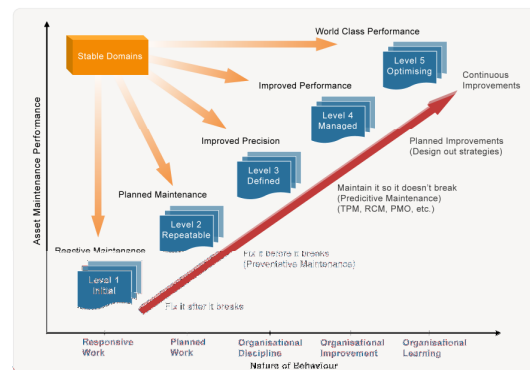 World Class Performance
Stable Domains
Level 5
Optimising
Continuous
Improvements
Improved Performance
Level 4
Managed
Planned Improvements
(Design out strategies)
Improved Precision
Level 3
Defined
Maintain it so it doesn't break
(Predicitive Maintenance)
(TPM, RCM, PMO, etc.)
Planned Maintenance
Level 2
Repeatable
Fix it before it breaks
(Preventative Maintenance)
Reactive Maintenance
Level 1
Initial
Fix it after it breaks
Asset Maintenance Performance
Responsive
Work
Planned
Work
Organisational
Discipline
Organisational
Improvement
Organisational
Learning
Nature of Behaviour